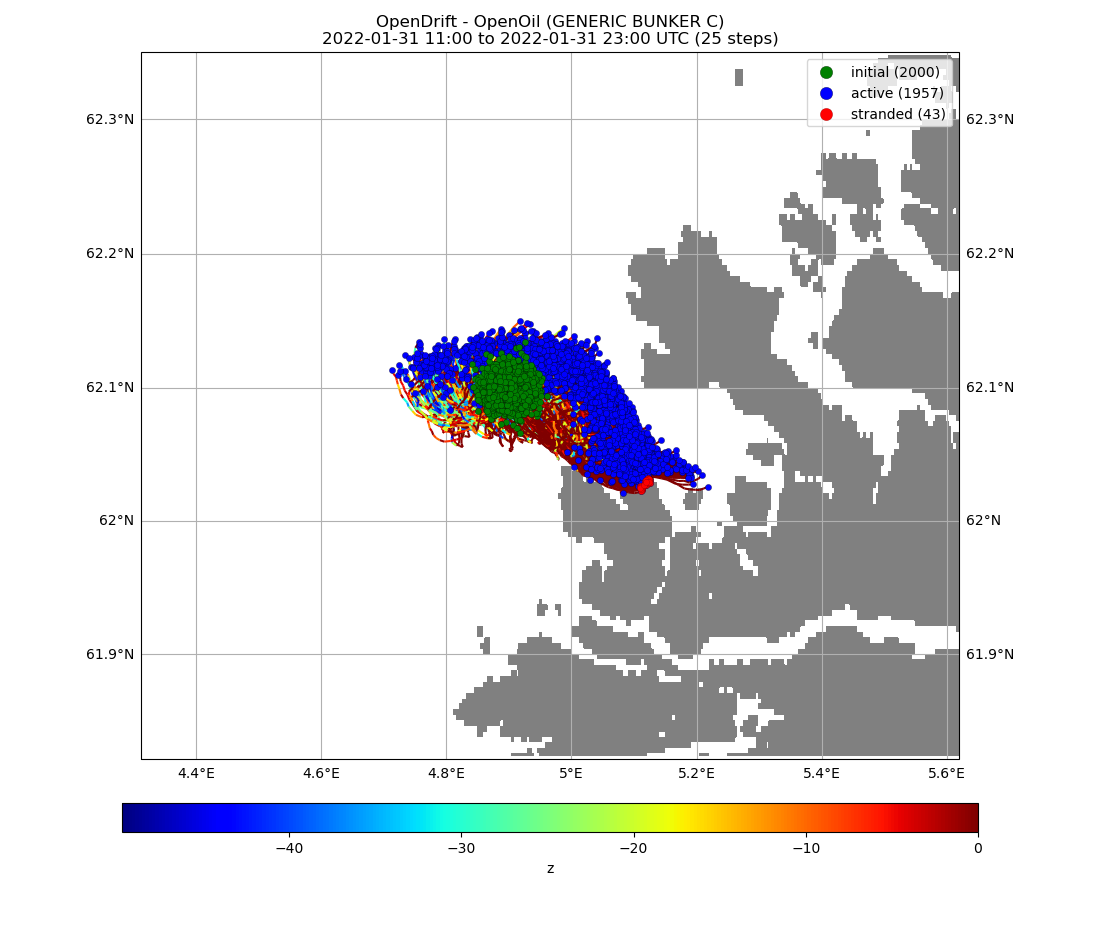 OpenDrift - OpenOil (GENERIC BUNKER C)
2022-01-31 11:00 to 2022-01-31 23:00 UTC (25 steps)
initial (2000)
active (1957)
stranded (43)
62.3°N 62.3°N
62.2°N 62.2°N
62.1°N 62.1°N
62°N 62°N
61.9°N 61.9°N
4.4°E 4.6°E 4.8°E 5°E 5.2°E 5.4°E 5.6°E
−40 −30 −20 −10 0
z